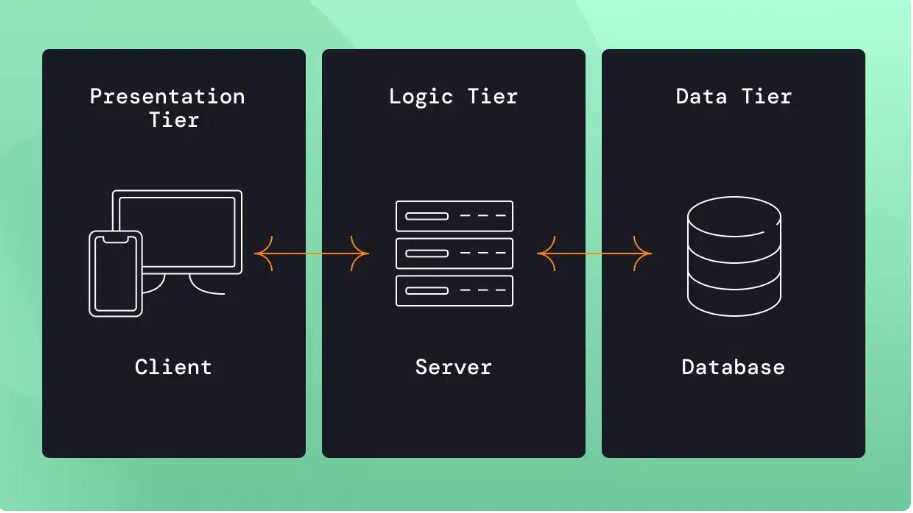 Presentation
Tier
Logic Tier
Data Tier
Client
Server
Database